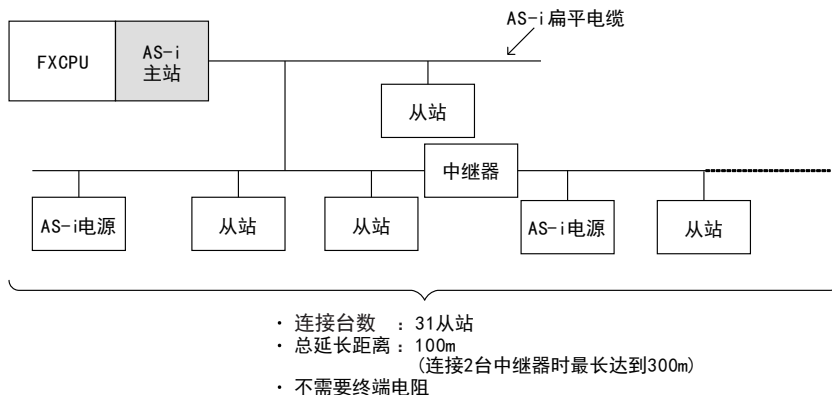 AS-i扁平电缆
FXCPU
AS-i
主站
从站
中继器
AS-i电源
从站
从站
AS-i电源
从站
· 连接台数 ：31从站
· 总延长距离：100m
(连接2台中继器时最长达到300m)
· 不需要终端电阻